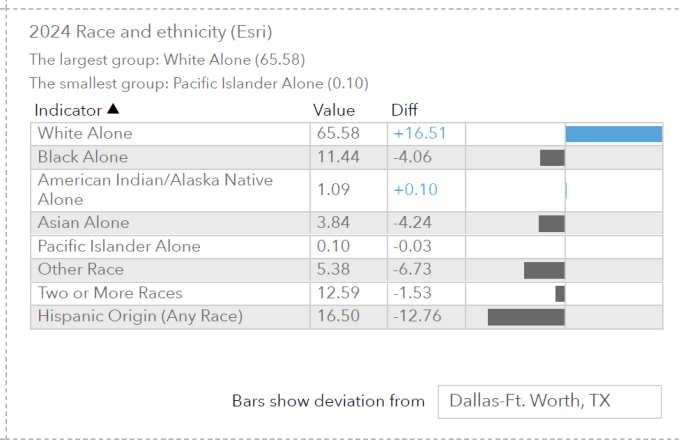 2024 Race and ethnicity (Esri)
The largest group: White Alone (65.58)
The smallest group: Pacific Islander Alone (0.10)
Indicator ▲ Value Diff
White Alone 65.58 +16.51
Black Alone 11.44 -4.06
American Indian/Alaska Native
Alone 1.09 +0.10
Asian Alone 3.84 -4.24
Pacific Islander Alone 0.10 -0.03
Other Race 5.38 -6.73
Two or More Races 12.59 -1.53
Hispanic Origin (Any Race) 16.50 -12.76
Bars show deviation from Dallas-Ft. Worth, TX